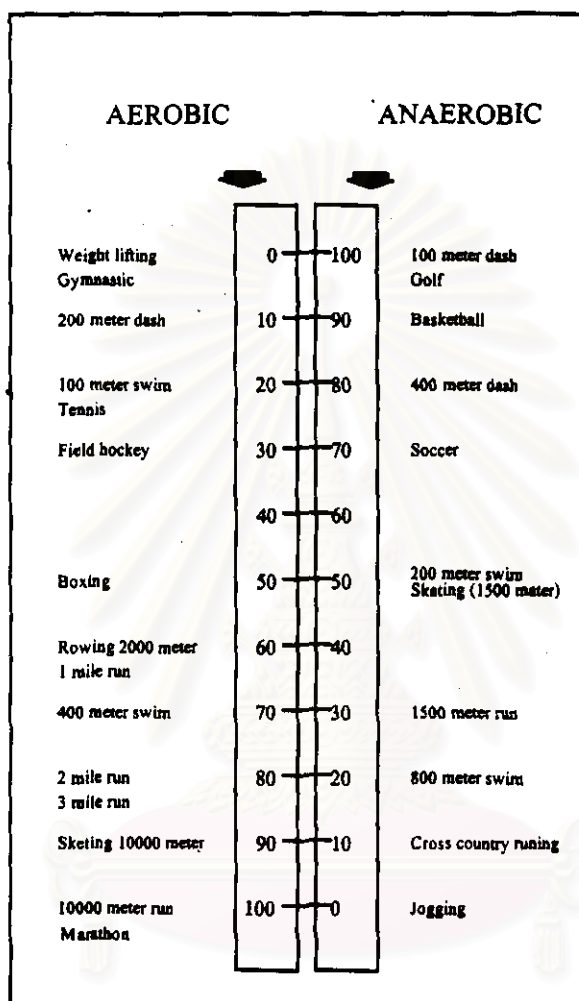 AEROBIC ANAEROBIC
Weight lifting 0 100 100 meter dash
Gymnastic Golf
200 meter dash 10 90 Basketball
100 meter swim 20 80 400 meter dash
Tennis
Field hockey 30 70 Soccer
40 60
Boxing 50 50 200 meter swim
Skating (1500 meter)
Rowing 2000 meter 60 40
1 mile run
400 meter swim 70 30 1500 meter run
2 mile run 80 20 800 meter swim
3 mile run
Sketing 10000 meter 90 10 Cross country runing
10000 meter run 100 0 Jogging
Marathon